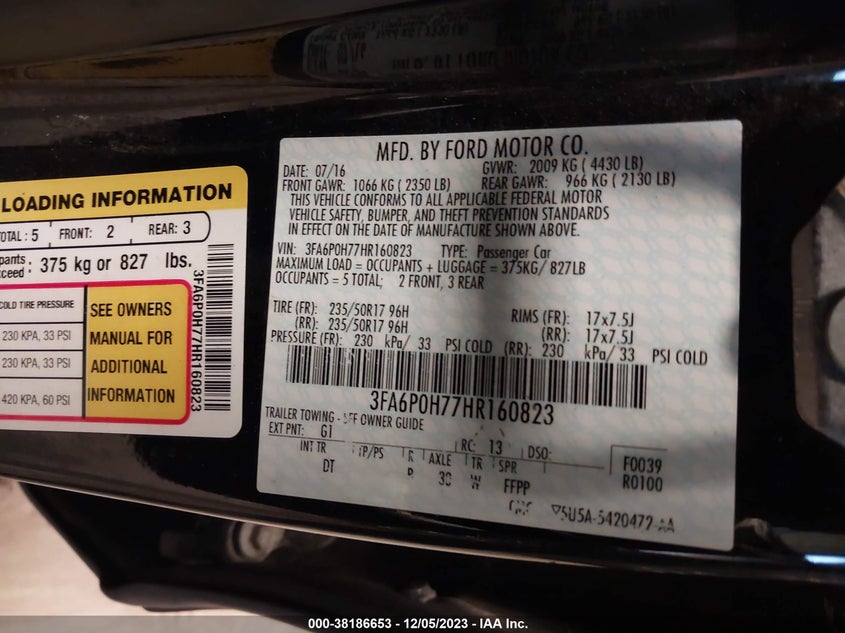 LOADING INFORMATION
TOTAL : 5 FRONT: 2 REAR: 3
375 kg or 827 lbs.
COLD TIRE PRESSURE
230 KPA, 33 PSI
230 KPA, 33 PSI
420 KPA, 60 PSI
SEE OWNERS
MANUAL FOR
ADDITIONAL
INFORMATION
3FA6P0H77HR160823
MFD. BY FORD MOTOR CO.
DATE: 07/16 GVWR: 2009 KG ( 4430 LB)
FRONT GAWR: 1066 KG ( 2350 LB) REAR GAWR: 966 KG ( 2130 LB)
THIS VEHICLE CONFORMS TO ALL APPLICABLE FEDERAL MOTOR
VEHICLE SAFETY, BUMPER, AND THEFT PREVENTION STANDARDS
IN EFFECT ON THE DATE OF MANUFACTURE SHOWN ABOVE.
VIN: 3FA6P0H77HR160823 TYPE: Passenger Car
MAXIMUM LOAD = OCCUPANTS + LUGGAGE = 375KG/ 827LB
OCCUPANTS = 5 TOTAL; 2 FRONT, 3 REAR
TIRE (FR): 235/50R17 96H RIMS (FR): 17x7.5J
(RR): 235/50R17 96H (RR): 17x7.5J
PRESSURE (FR): 230 kPa/ 33 PSI COLD (RR): 230 kPa/ 33 PSI COLD
3FA6P0H77HR160823
TRAILER TOWING - OWNER GUIDE
EXT PNT: G1 RC: 13 DSO: F0039
INT TR TP/PS R AXLE TR SPR R0100
DT W FFPP
5U5A-5420472-AA
000-38186653 - 12/05/2023 - IAA Inc.